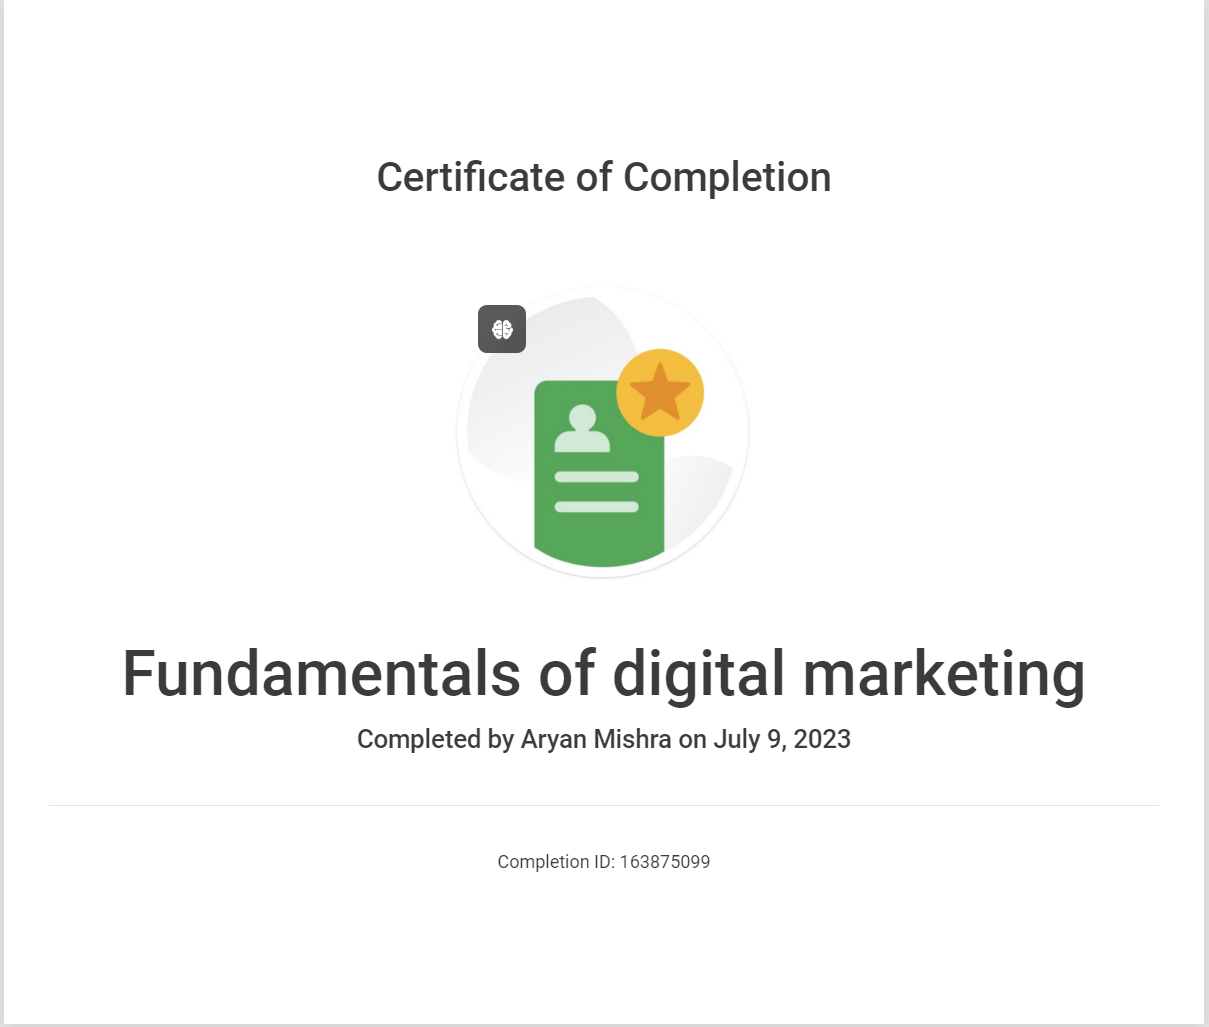 Certificate of Completion
Fundamentals of digital marketing
Completed by Aryan Mishra on July 9, 2023
Completion ID: 163875099